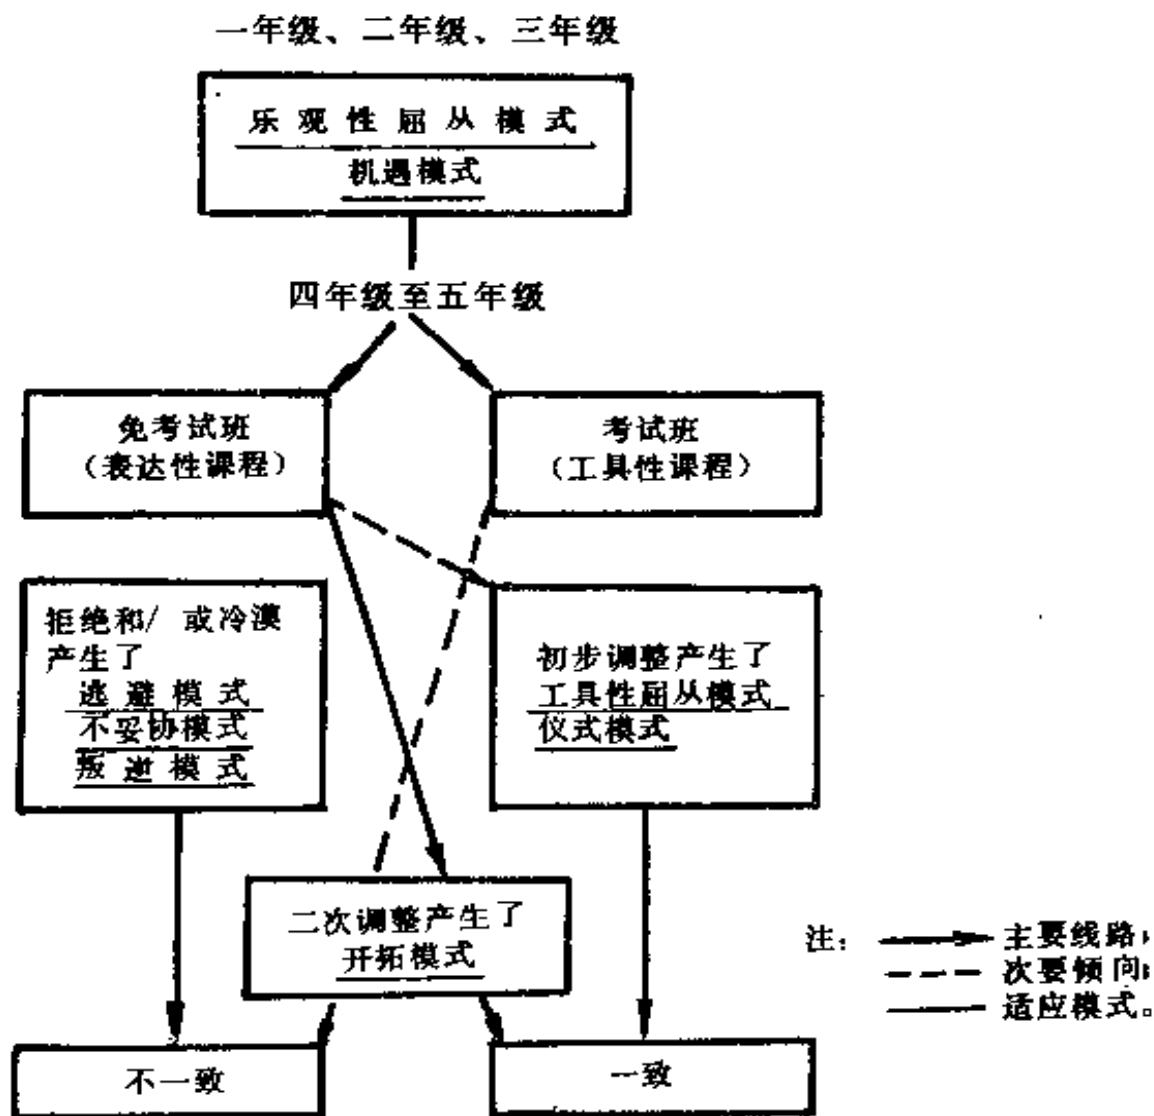 一年级、二年级、三年级
乐观性屈从模式
机遇模式
四年级至五年级
免考试班
（表达性课程）
考试班
（工具性课程）
拒绝和/或冷漠
产生了
逃避模式
不妥协模式
叛逆模式
初步调整产生了
工具性屈从模式
仪式模式
二次调整产生了
开拓模式
注：
主要线路；
次要倾向；
适应模式。
不一致
一致